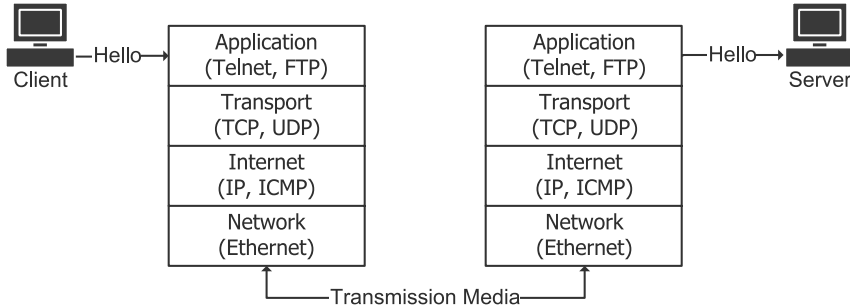 Client
Hello
Application
(Telnet, FTP)
Transport
(TCP, UDP)
Internet
(IP, ICMP)
Network
(Ethernet)
Application
(Telnet, FTP)
Transport
(TCP, UDP)
Internet
(IP, ICMP)
Network
(Ethernet)
Hello
Server
Transmission Media